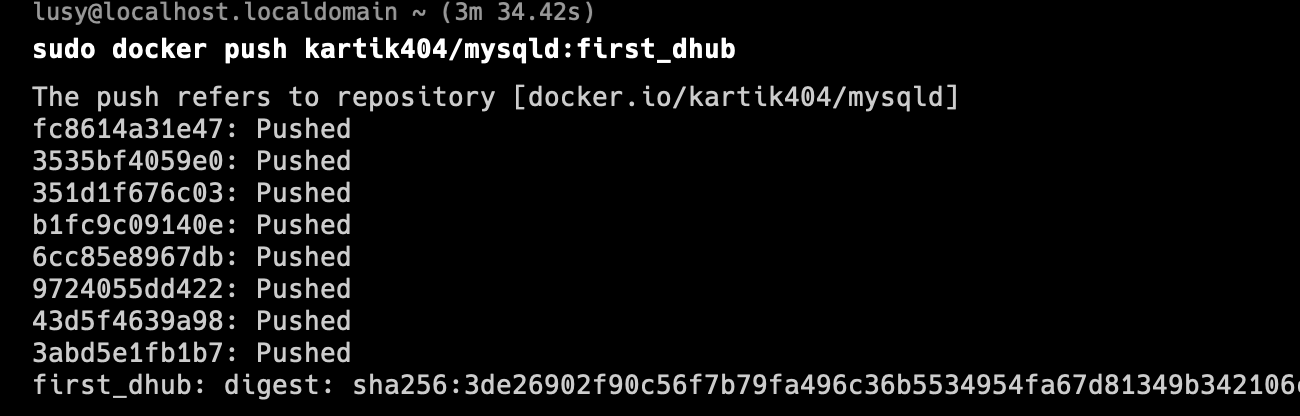 lusy@localhost.localdomain ~ (3m 34.42s)
sudo docker push kartik404/mysqld:first_dhub
The push refers to repository [docker.io/kartik404/mysqld]
fc8614a31e47: Pushed
3535bf4059e0: Pushed
351d1f676c03: Pushed
b1fc9c09140e: Pushed
6cc85e8967db: Pushed
9724055dd422: Pushed
43d5f4639a98: Pushed
3abd5e1fb1b7: Pushed
first_dhub: digest: sha256:3de26902f90c56f7b79fa496c36b5534954fa67d81349b342106